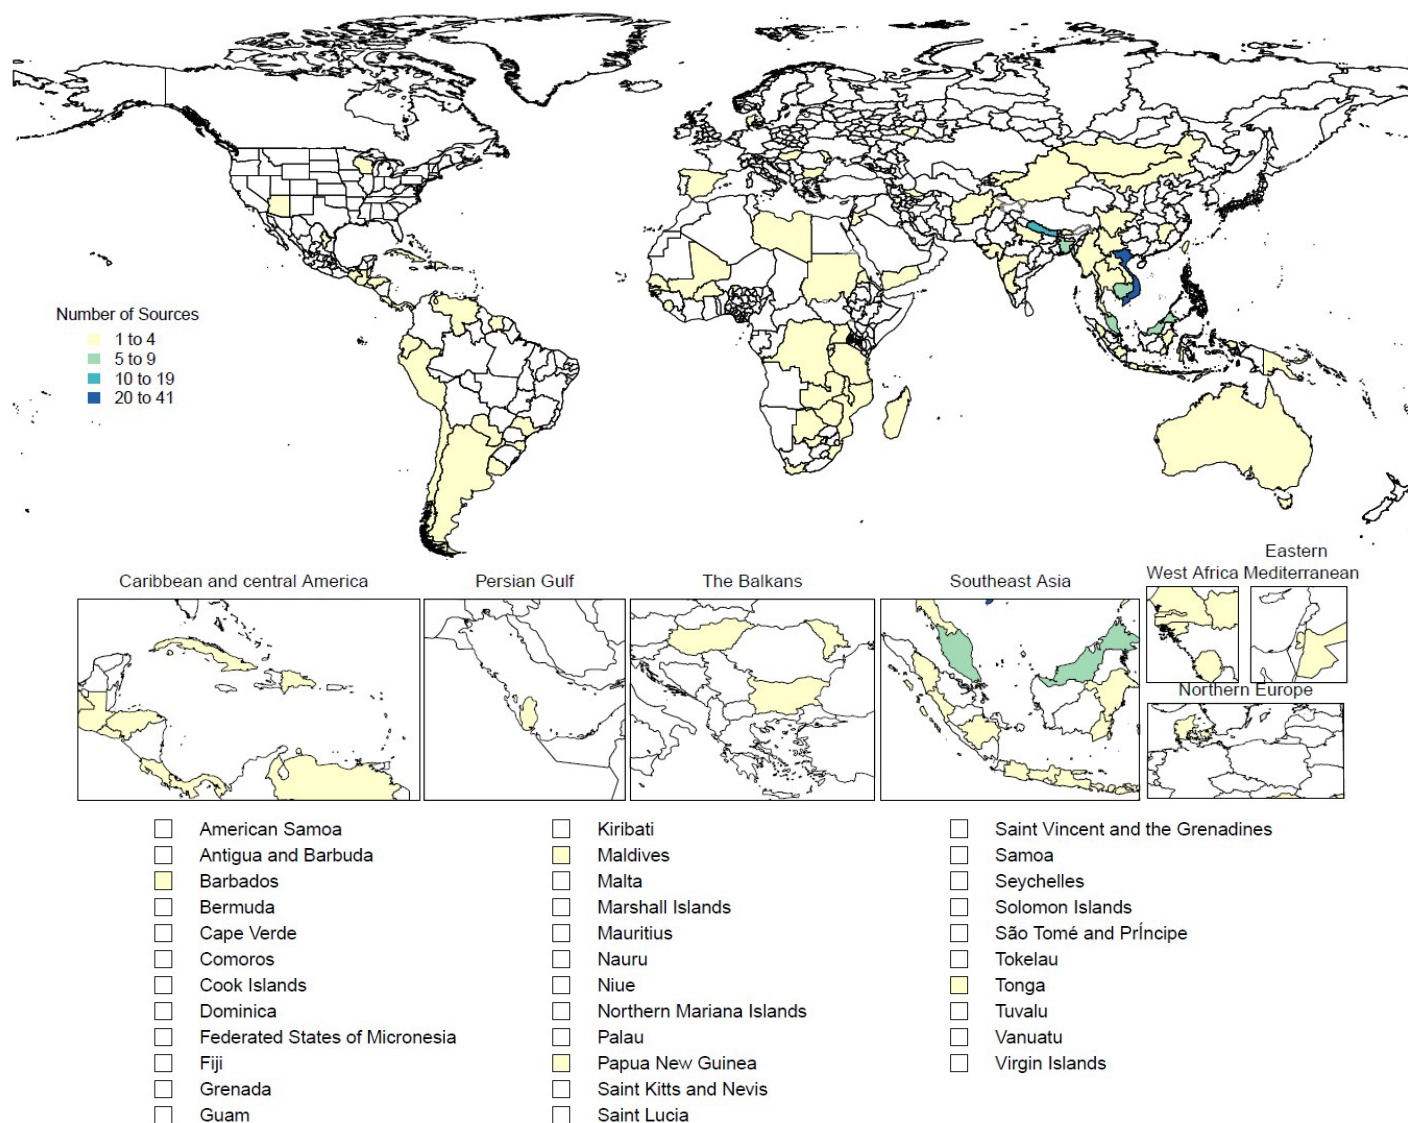 Number of Sources
1 to 4
5 to 9
10 to 19
20 to 41
Caribbean and central America
Persian Gulf
The Balkans
Southeast Asia
West Africa
Eastern
Mediterranean
Northern Europe
American Samoa
Antigua and Barbuda
Barbados
Bermuda
Cape Verde
Comoros
Cook Islands
Dominica
Federated States of Micronesia
Fiji
Grenada
Guam
Kiribati
Maldives
Malta
Marshall Islands
Mauritius
Nauru
Niue
Northern Mariana Islands
Palau
Papua New Guinea
Saint Kitts and Nevis
Saint Lucia
Saint Vincent and the Grenadines
Samoa
Seychelles
Solomon Islands
São Tomé and PrÍncipe
Tokelau
Tonga
Tuvalu
Vanuatu
Virgin Islands